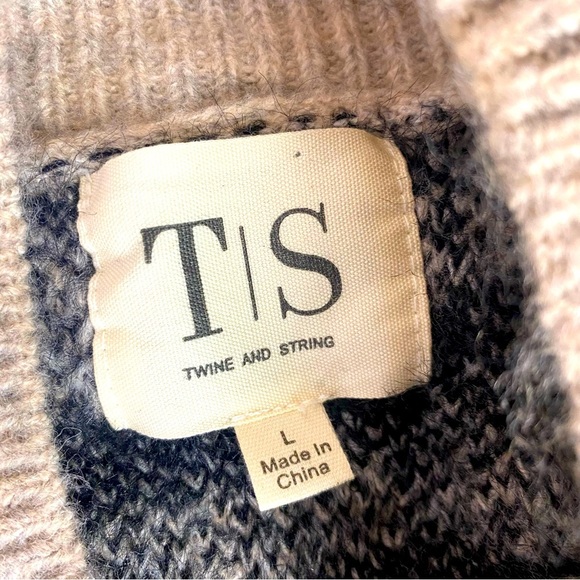 T|S
TWINE AND STRING
L
Made In
China